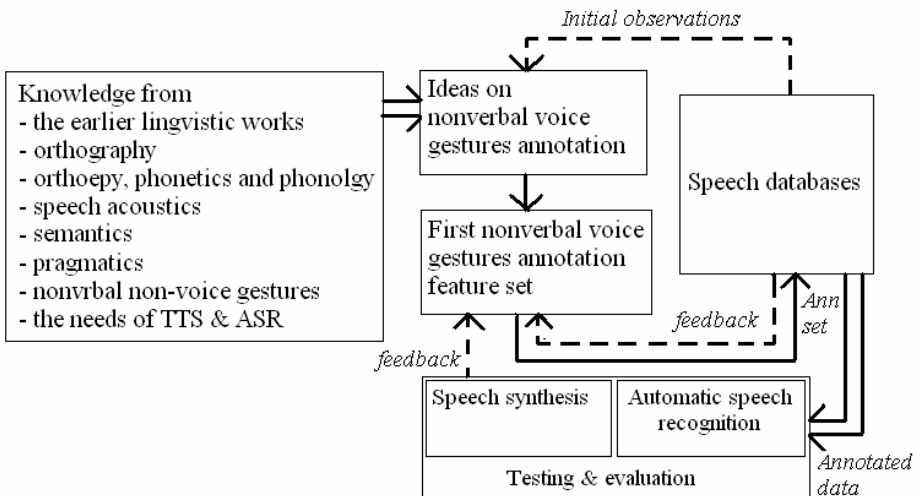 Initial observations
Knowledge from
- the earlier lingvistic works
- orthography
- orthoepy, phonetics and phonolgy
- speech acoustics
- semantics
- pragmatics
- nonvrbal non-voice gestures
- the needs of TTS & ASR
Ideas on
nonverbal voice
gestures annotation
Speech databases
First nonverbal voice
gestures annotation
feature set
feedback
Ann
set
feedback
Speech synthesis
Automatic speech
recognition
Testing & evaluation
Annotated
data